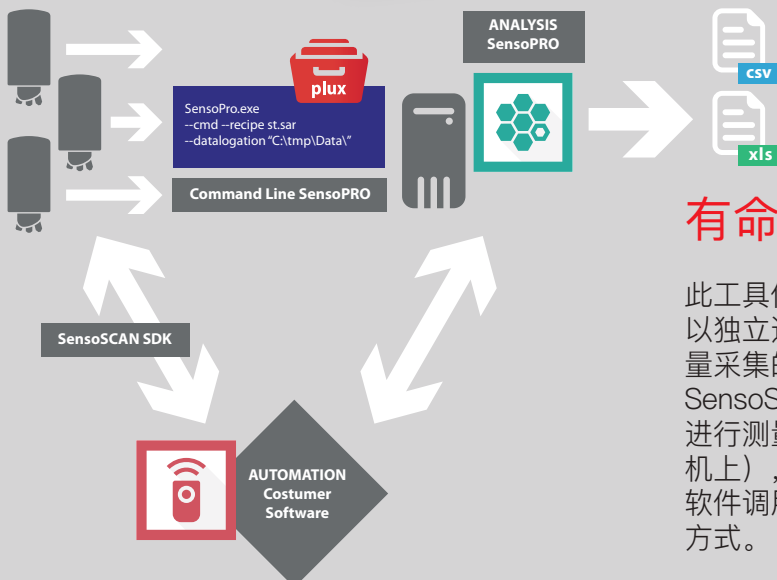 ANALYSIS
SensoPRO
plux
csv
xls
SensoPro.exe
--cmd --recipe st.sar
--datalogation "C:\tmp\Data\"
Command Line SensoPRO
SensoSCAN SDK
AUTOMATION
Costumer
Software
有命
此工具
以独立
量采集的
SensoS
进行测量
机上），
软件调用
方式。